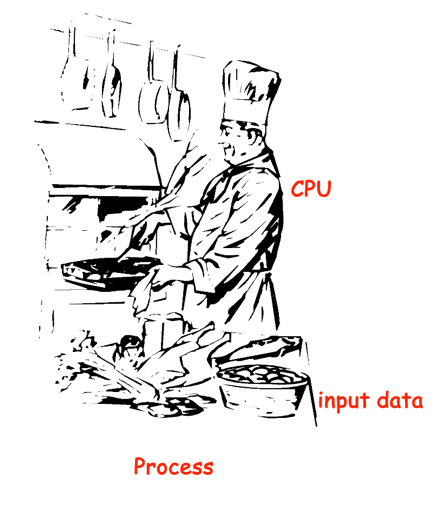 CPU
input data
Process